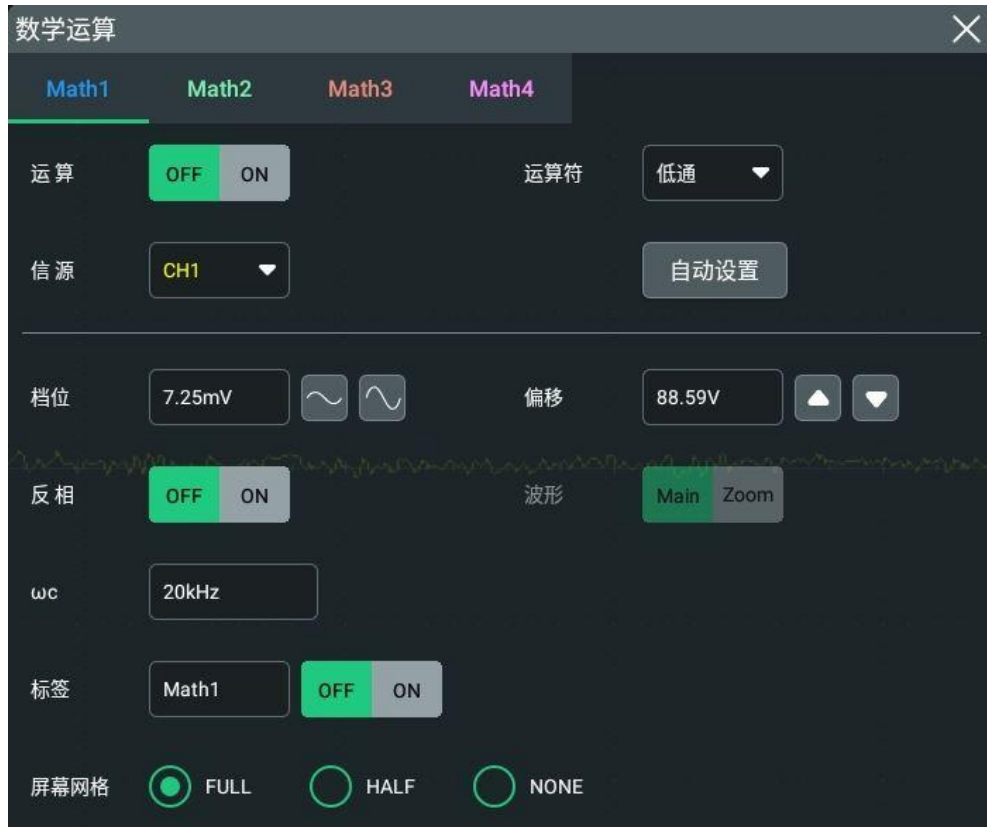 数学运算
Math1 Math2 Math3 Math4
运算 OFF ON 运算符 低通
信源 CH1 自动设置
档位 7.25mV 偏移 88.59V
反相 OFF ON 波形 Main Zoom
ωc 20kHz
标签 Math1 OFF ON
屏幕网格 FULL HALF NONE